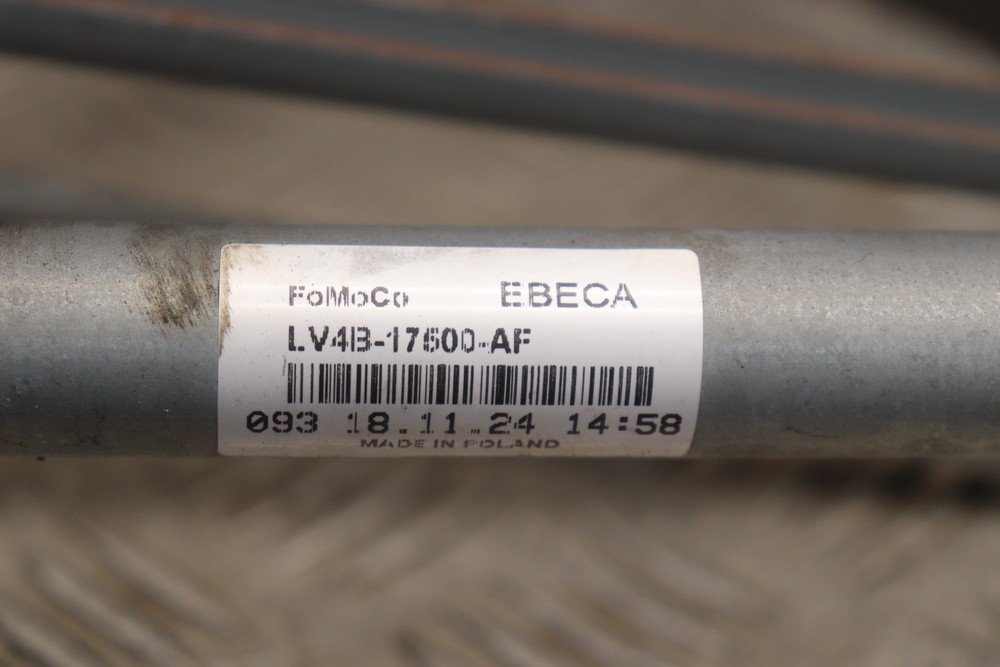 FoMoCo EBECA
LV4B-17500-AF
093 18.11.24 14:58
MADE IN POLAND